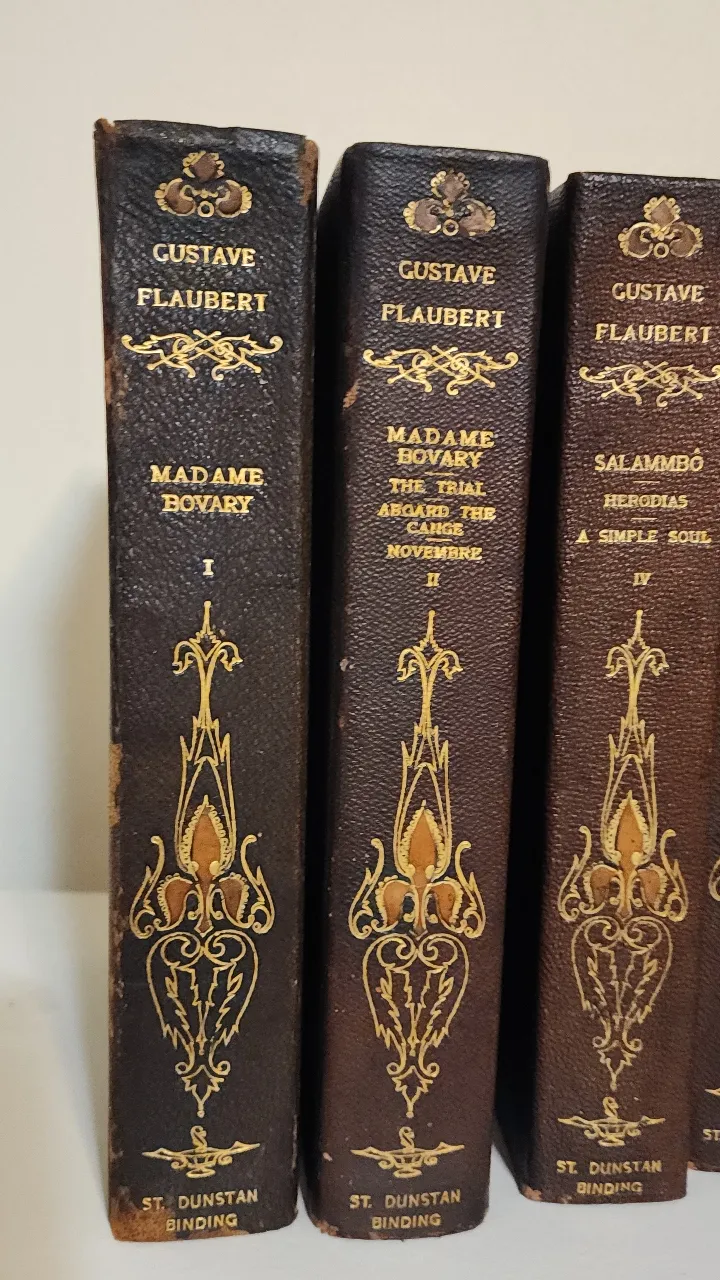 GUSTAVE
FLAUBERT
MADAME
BOVARY
I
ST. DUNSTAN
BINDING
GUSTAVE
FLAUBERT
MADAME
BOVARY
THE TRIAL
ABOARD THE
CANGE
NOVEMBRE
II
ST. DUNSTAN
BINDING
GUSTAVE
FLAUBERT
SALAMMBÔ
HERODIAS
A SIMPLE SOUL
IV
ST. DUNSTAN
BINDING
ST